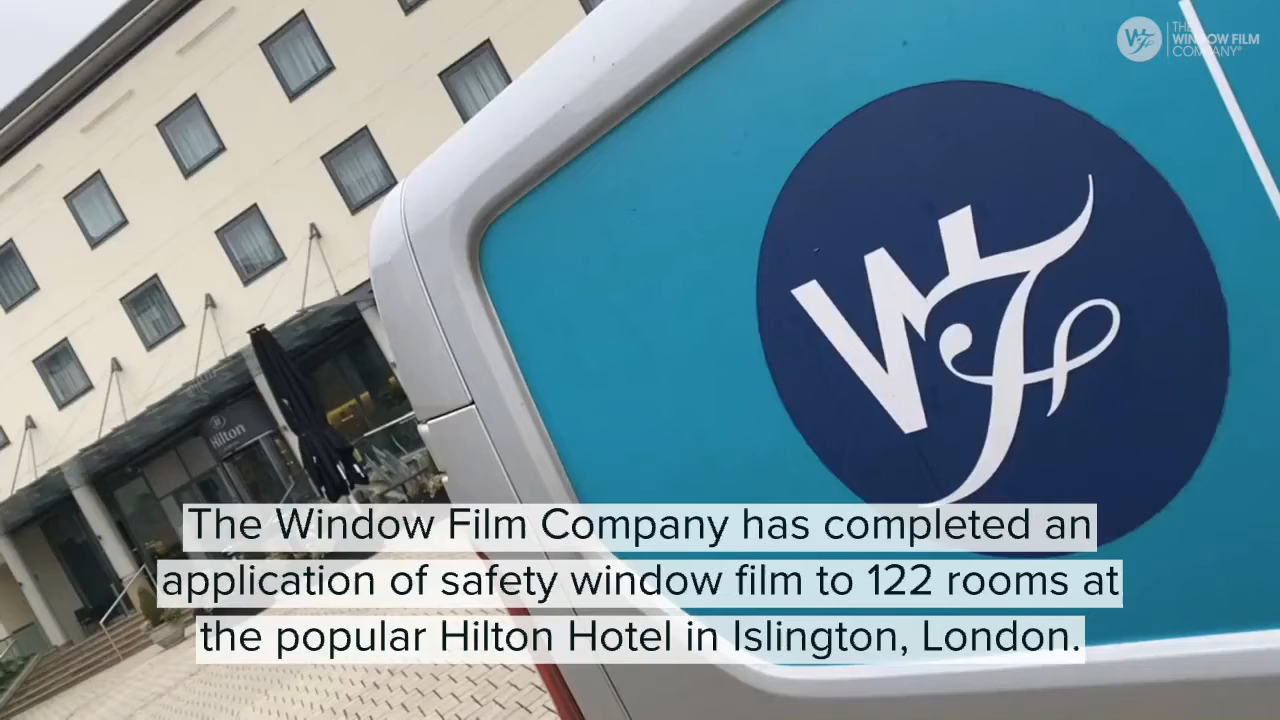 THE
WINDOW FILM
COMPANY®
WFC
Hilton
The Window Film Company has completed an
application of safety window film to 122 rooms at
the popular Hilton Hotel in Islington, London.